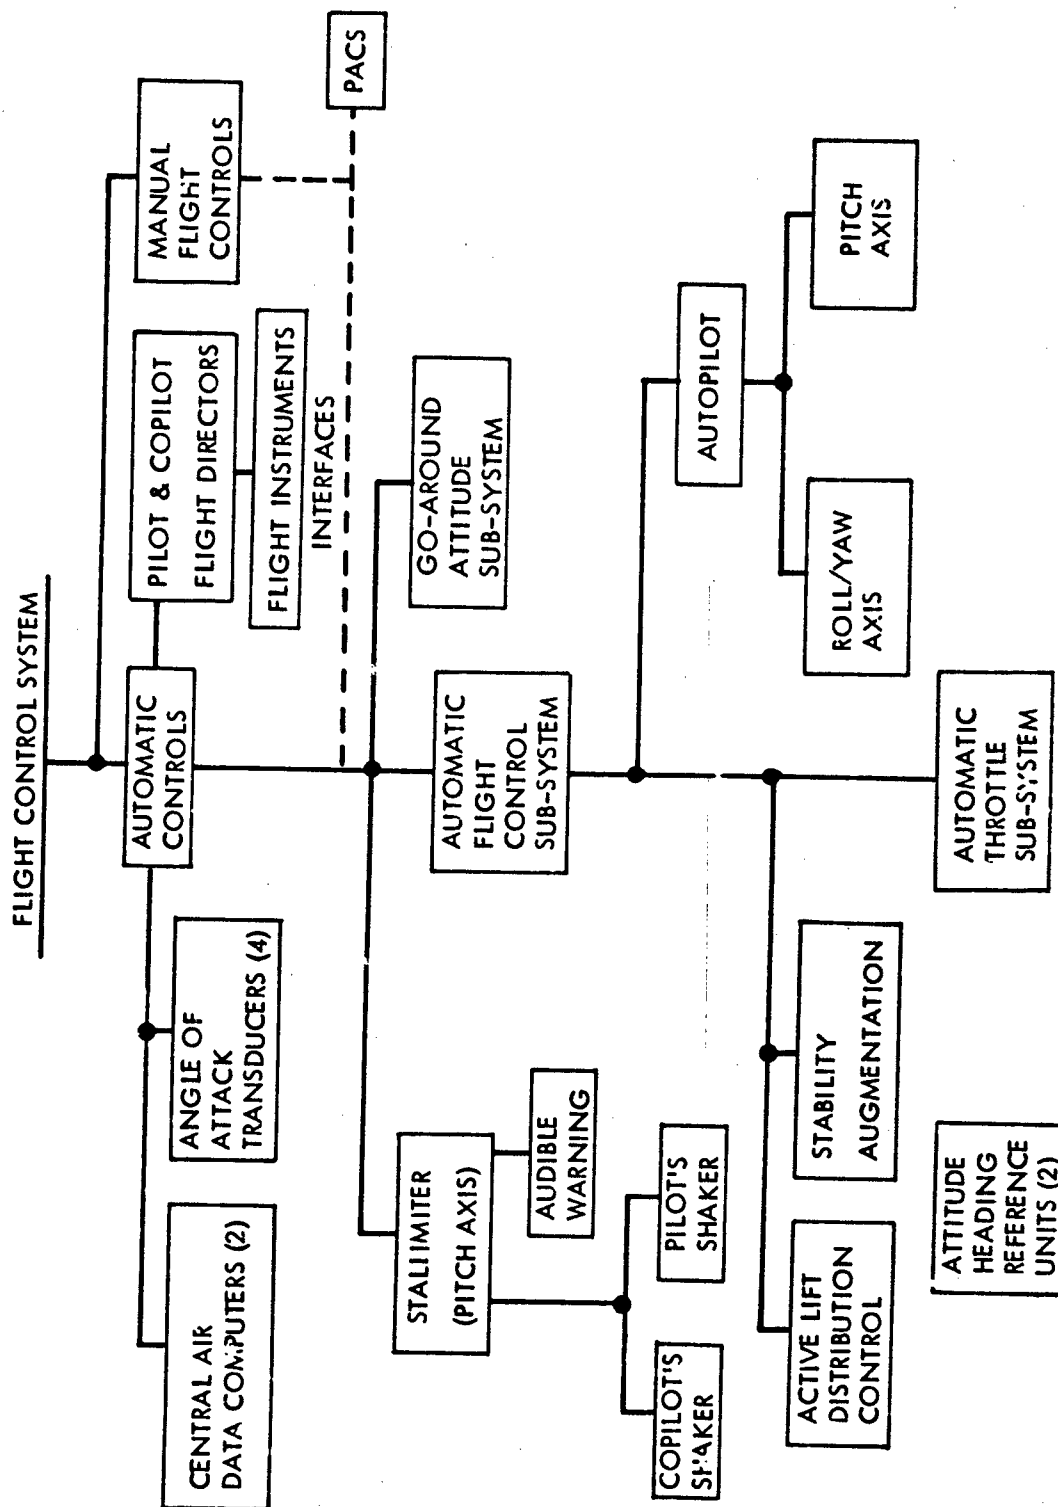 FLIGHT CONTROL SYSTEM
CENTRAL AIR
DATA COMPUTERS (2)
ANGLE OF
ATTACK
TRANSDUCERS (4)
AUTOMATIC
CONTROLS
PILOT & COPILOT
FLIGHT DIRECTORS
FLIGHT INSTRUMENTS
INTERFACES
MANUAL
FLIGHT
CONTROLS
PACS
STALLIMITER
(PITCH AXIS)
AUDIBLE
WARNING
COPILOT'S
SHAKER
PILOT'S
SHAKER
AUTOMATIC
FLIGHT
CONTROL
SUB-SYSTEM
GO-AROUND
ATTITUDE
SUB-SYSTEM
AUTOPILOT
ROLL/YAW
AXIS
PITCH
AXIS
ACTIVE LIFT
DISTRIBUTION
CONTROL
STABILITY
AUGMENTATION
AUTOMATIC
THROTTLE
SUB-SYSTEM
ATTITUDE
HEADING
REFERENCE
UNITS (2)